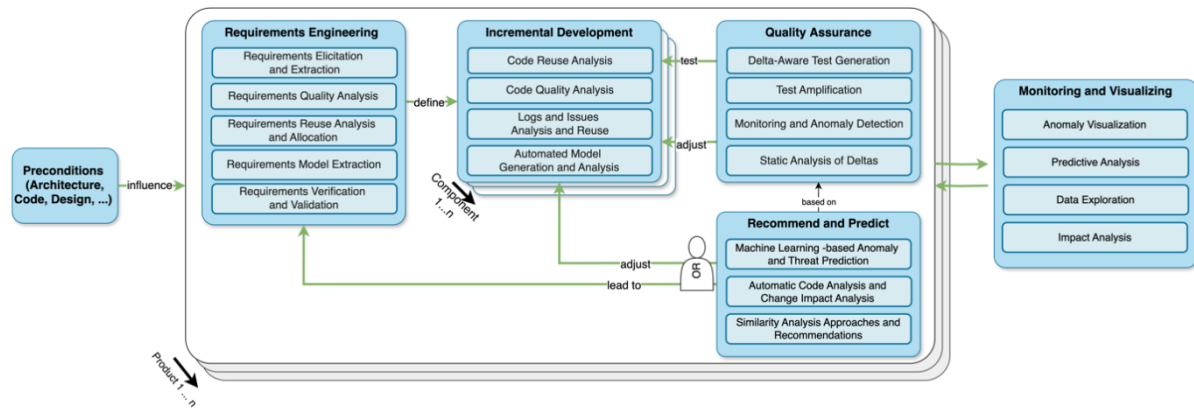 Preconditions
(Architecture,
Code, Design, ...)
influence
Requirements Engineering
Requirements Elicitation
and Extraction
Requirements Quality Analysis
Requirements Reuse Analysis
and Allocation
Requirements Model Extraction
Requirements Verification
and Validation
define
Incremental Development
Code Reuse Analysis
Code Quality Analysis
Logs and Issues
Analysis and Reuse
Automated Model
Generation and Analysis
Component
1...n
test
adjust
Quality Assurance
Delta-Aware Test Generation
Test Amplification
Monitoring and Anomaly Detection
Static Analysis of Deltas
based on
Recommend and Predict
Machine Learning -based Anomaly
and Threat Prediction
Automatic Code Analysis and
Change Impact Analysis
Similarity Analysis Approaches and
Recommendations
OR
adjust
lead to
Product 1 ... n
Monitoring and Visualizing
Anomaly Visualization
Predictive Analysis
Data Exploration
Impact Analysis